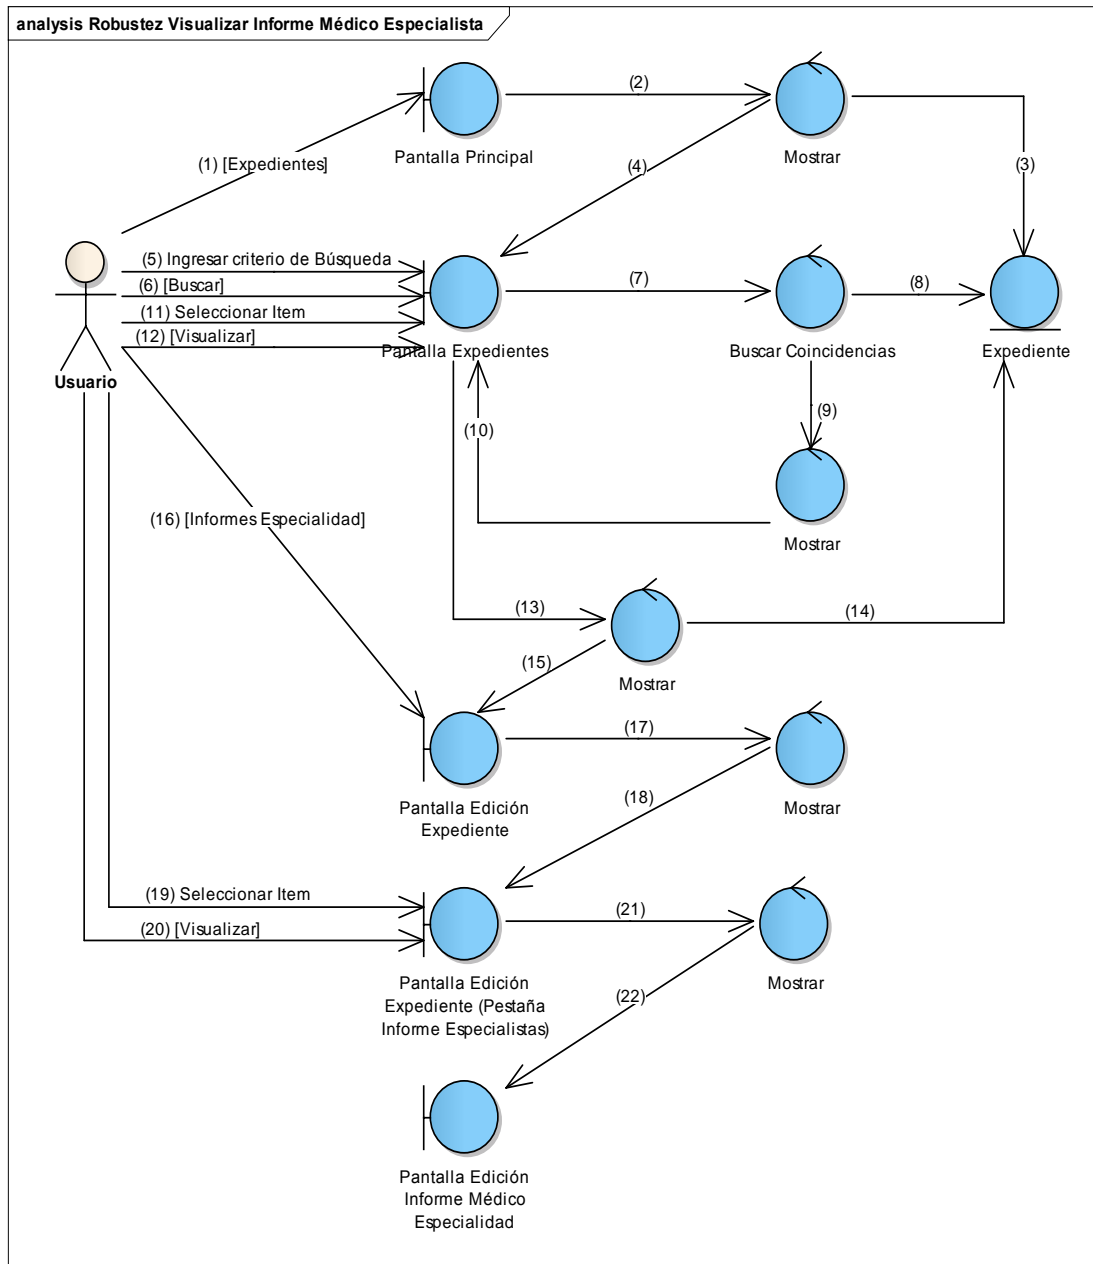 analysis Robustez Visualizar Informe Médico Especialista
(2)
Pantalla Principal
Mostrar
(1) [Expedientes]
(4)
(3)
(5) Ingresar criterio de Búsqueda
(6) [Buscar]
(11) Seleccionar Item
(12) [Visualizar]
(7)
(8)
Pantalla Expedientes
Buscar Coincidencias
Expediente
Usuario
(10)
(9)
Mostrar
(16) [Informes Especialidad]
(13)
(14)
(15)
Mostrar
(17)
Pantalla Edición
Expediente
Mostrar
(18)
(19) Seleccionar Item
(20) [Visualizar]
(21)
Pantalla Edición
Expediente (Pestaña
Informe Especialistas)
Mostrar
(22)
Pantalla Edición
Informe Médico
Especialidad